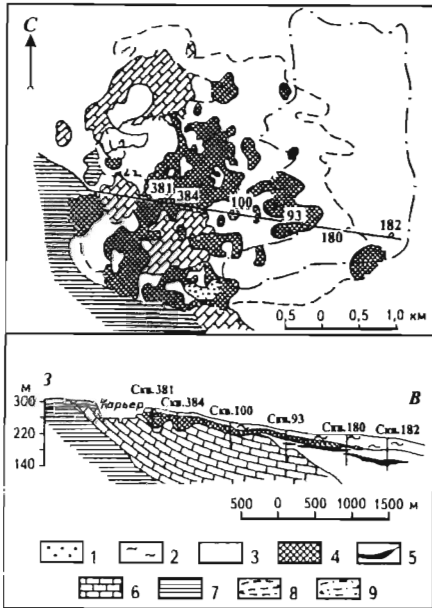 С
381
384
100
93
180
182
0,5 0 0,5 1,0 км
З В
м
300
220
140
Карьер
Скв. 381
Скв. 384
Скв. 100
Скв. 93
Скв. 180
Скв. 182
500 0 500 1000 1500 м
1 2 3 4 5
6 7 8 9